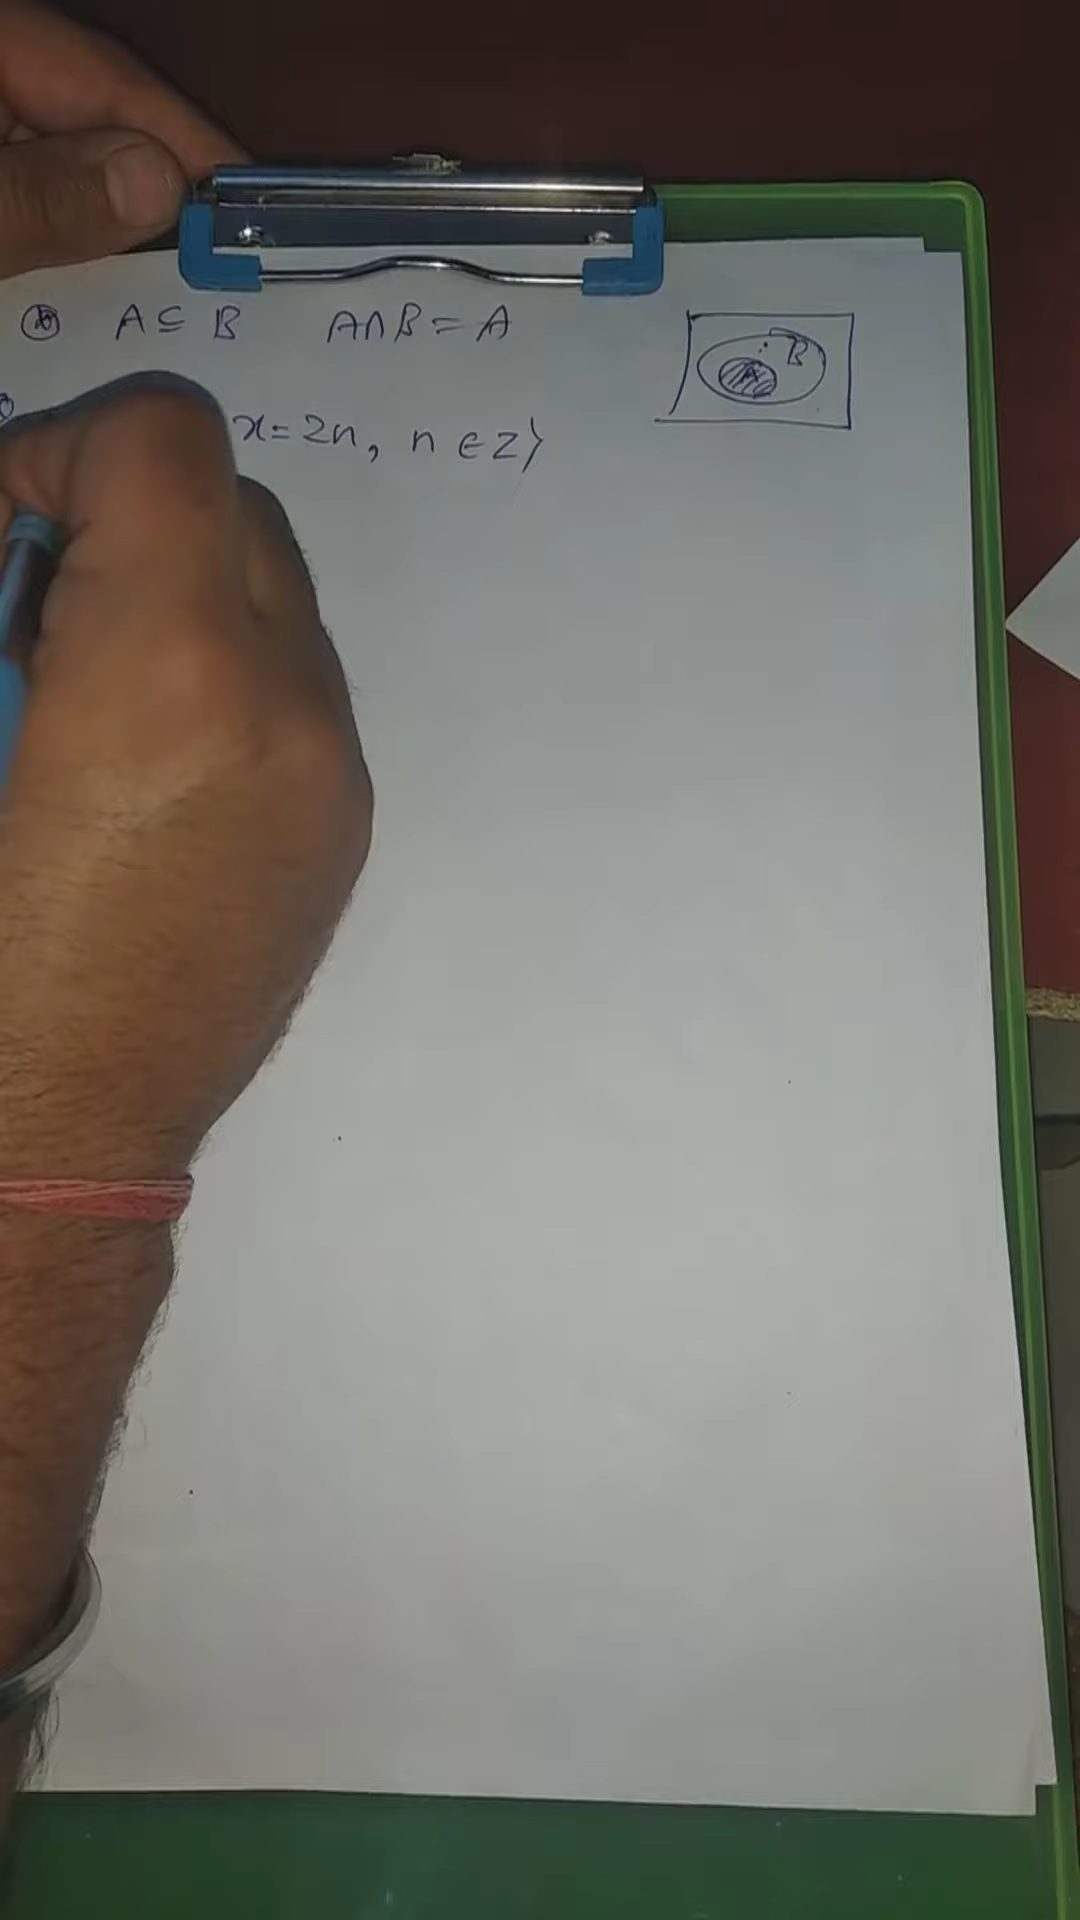 A ⊆ B A∩B = A
B
A
x = 2n, n ∈ Z}